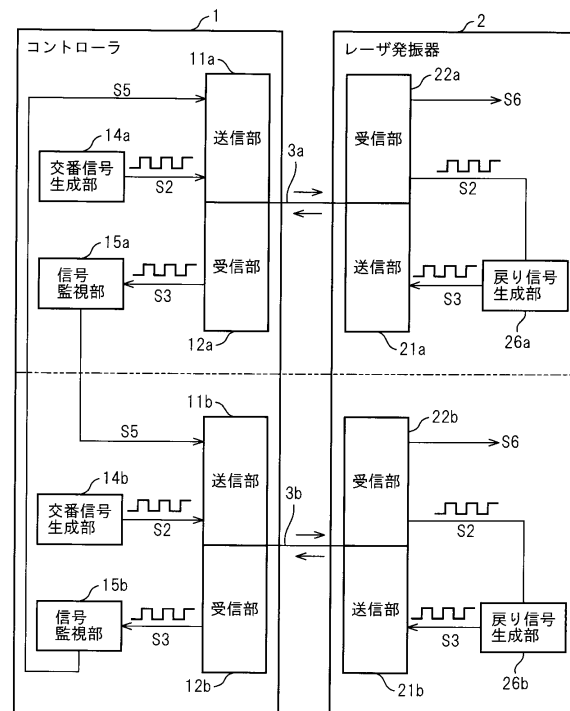 1
2
コントローラ
レーザ発振器
11a
22a
S5
S6
14a
送信部
受信部
交番信号
生成部
S2
3a
S2
15a
信号
監視部
S3
受信部
送信部
S3
戻り信号
生成部
12a
21a
26a
11b
22b
S5
S6
14b
送信部
受信部
交番信号
生成部
S2
3b
S2
15b
信号
監視部
S3
受信部
送信部
S3
戻り信号
生成部
12b
21b
26b